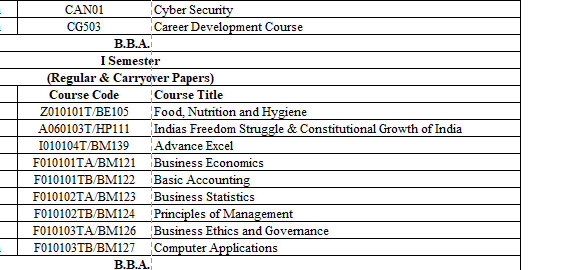 CAN01 Cyber Security
CG503 Career Development Course
B.B.A.
I Semester
(Regular & Carryover Papers)
Course Code Course Title
Z010101T/BE105 Food, Nutrition and Hygiene
A060103T/HP111 Indias Freedom Struggle & Constitutional Growth of India
I010104T/BM139 Advance Excel
F010101TA/BM121 Business Economics
F010101TB/BM122 Basic Accounting
F010102TA/BM123 Business Statistics
F010102TB/BM124 Principles of Management
F010103TA/BM126 Business Ethics and Governance
F010103TB/BM127 Computer Applications
B.B.A.